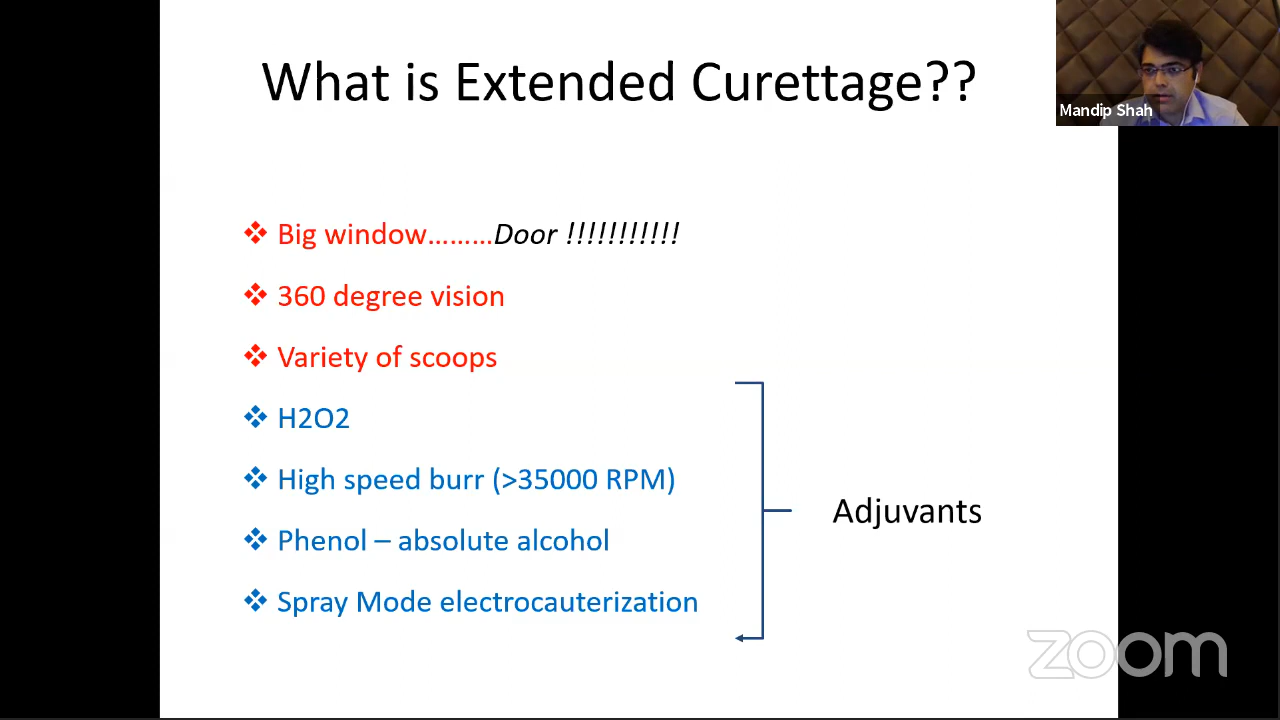 What is Extended Curettage??
Mandip Shah
Big window………Door !!!!!!!!!!!
360 degree vision
Variety of scoops
H2O2
High speed burr (>35000 RPM)
Phenol – absolute alcohol
Spray Mode electrocauterization
Adjuvants
zoom